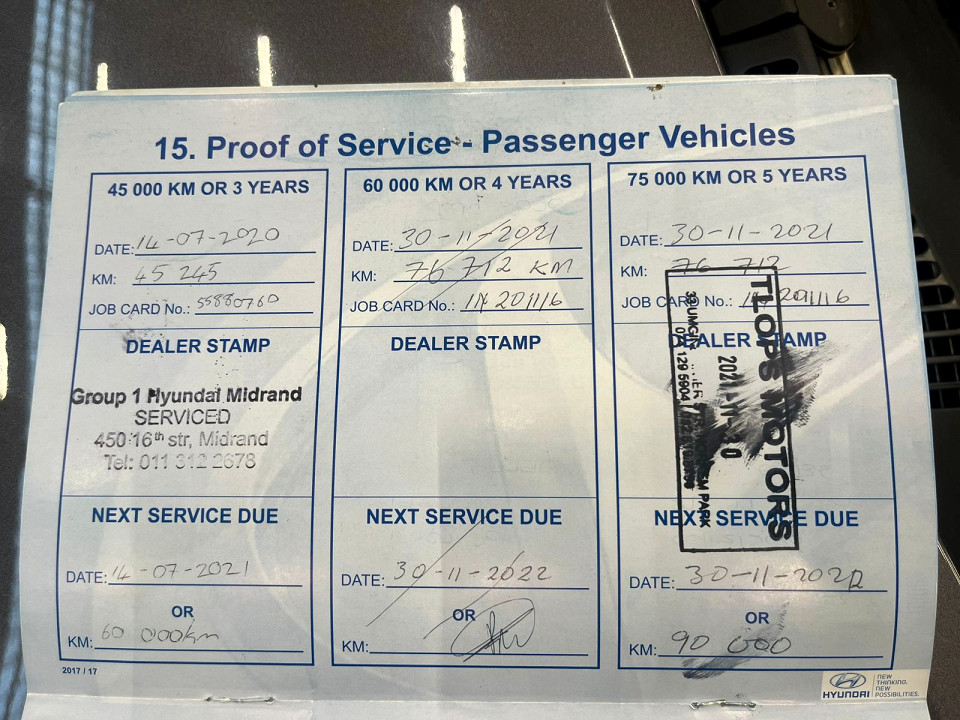 15. Proof of Service - Passenger Vehicles
45 000 KM OR 3 YEARS
DATE: 14-07-2020
KM: 45 245
JOB CARD No.: 55880760
DEALER STAMP
Group 1 Hyundai Midrand
SERVICED
450 16th str, Midrand
Tel: 011 312 2678
NEXT SERVICE DUE
DATE: 14-07-2021
OR
KM: 60 000km
60 000 KM OR 4 YEARS
DATE: 30-11-2021
KM: 76 712 KM
JOB CARD No.:
DEALER STAMP
NEXT SERVICE DUE
DATE: 30-11-2022
OR
KM:
75 000 KM OR 5 YEARS
DATE: 30-11-2021
KM: 76 712
JOB CARD No.:
DEALER STAMP
TLOPS MOTORS
129 5904
PARK
NEXT SERVICE DUE
DATE: 30-11-2022
OR
KM: 90 000
2017 / 17
HYUNDAI
NEW
THINKING.
NEW
POSSIBILITIES.